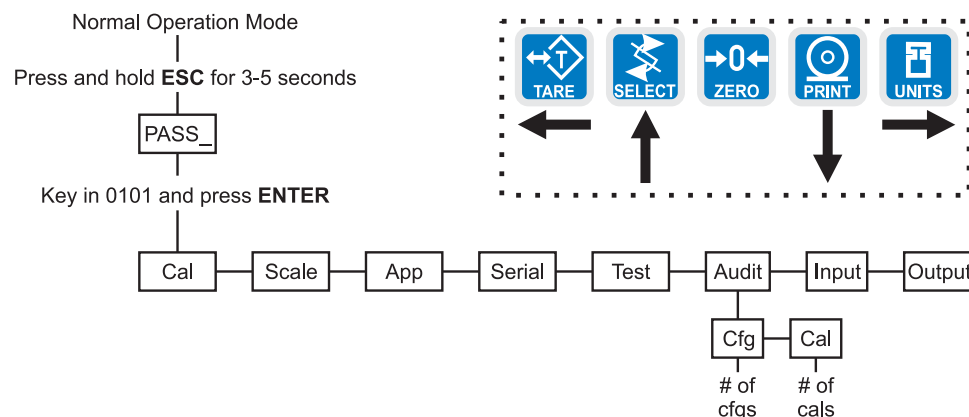 Normal Operation Mode
Press and hold ESC for 3-5 seconds
PASS_
Key in 0101 and press ENTER
T
TARE
SELECT
0
ZERO
PRINT
UNITS
Cal
Scale
App
Serial
Test
Audit
Input
Output
Cfg
Cal
# of
cfgs
# of
cals